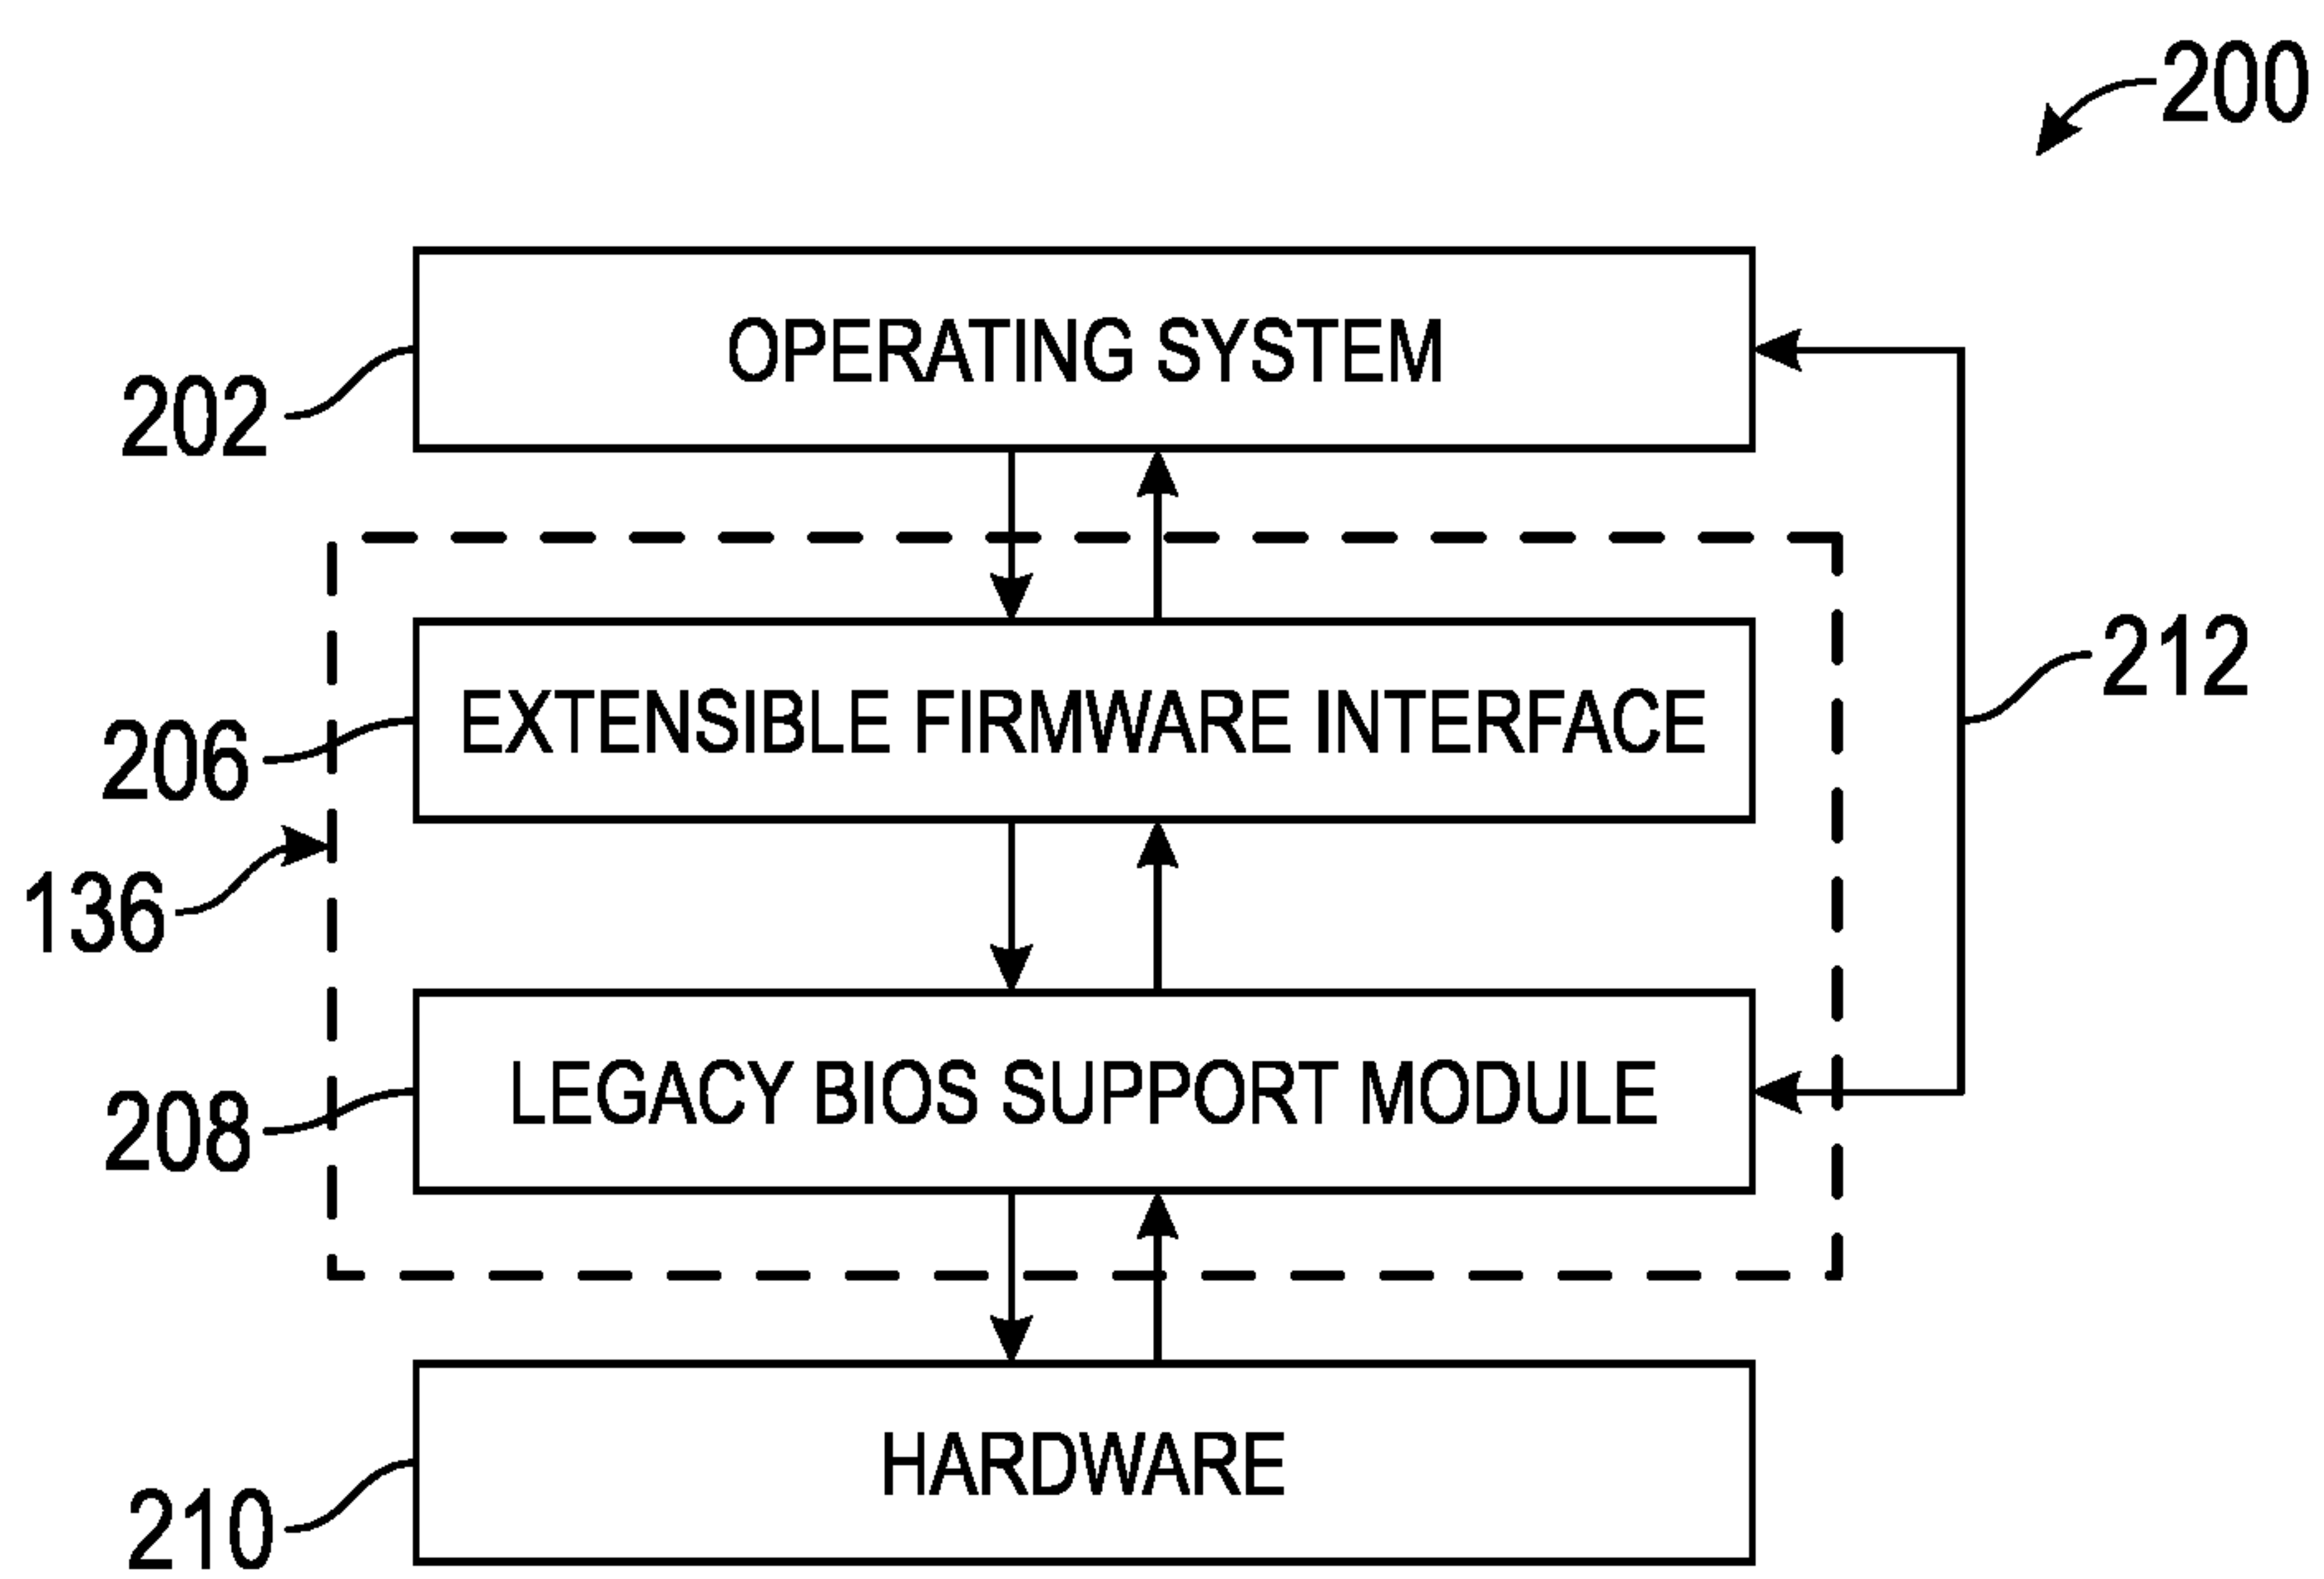 200
OPERATING SYSTEM
202
212
EXTENSIBLE FIRMWARE INTERFACE
206
136
LEGACY BIOS SUPPORT MODULE
208
HARDWARE
210